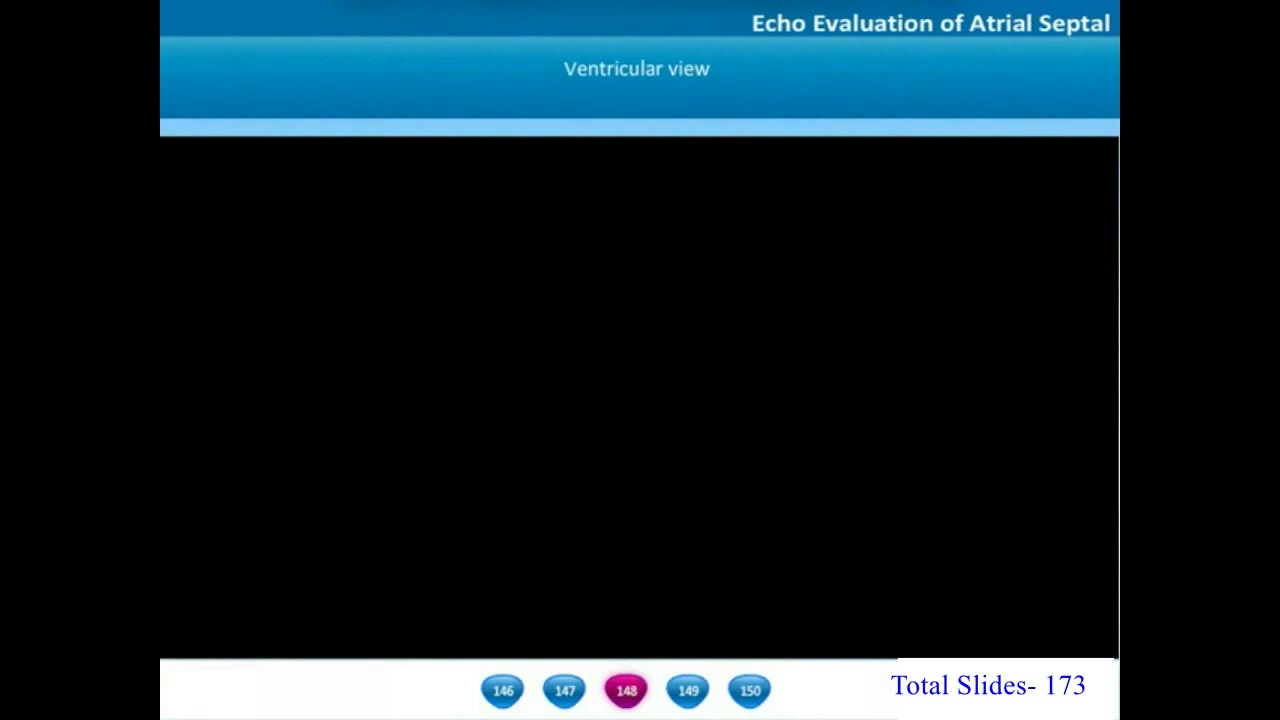 Echo Evaluation of Atrial Septal
Ventricular view
146 147 148 149 150
Total Slides- 173